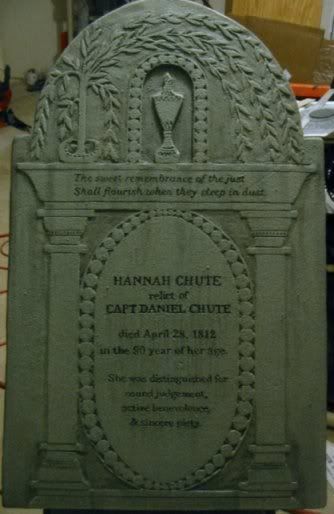 The sweet remembrance of the just
Shall flourish when they sleep in dust.
HANNAH CHUTE
relict of
CAPT DANIEL CHUTE
died April 28, 1812
in the 90 year of her age.
She was distinguished for
sound judgement,
active benevolence,
& sincere piety.